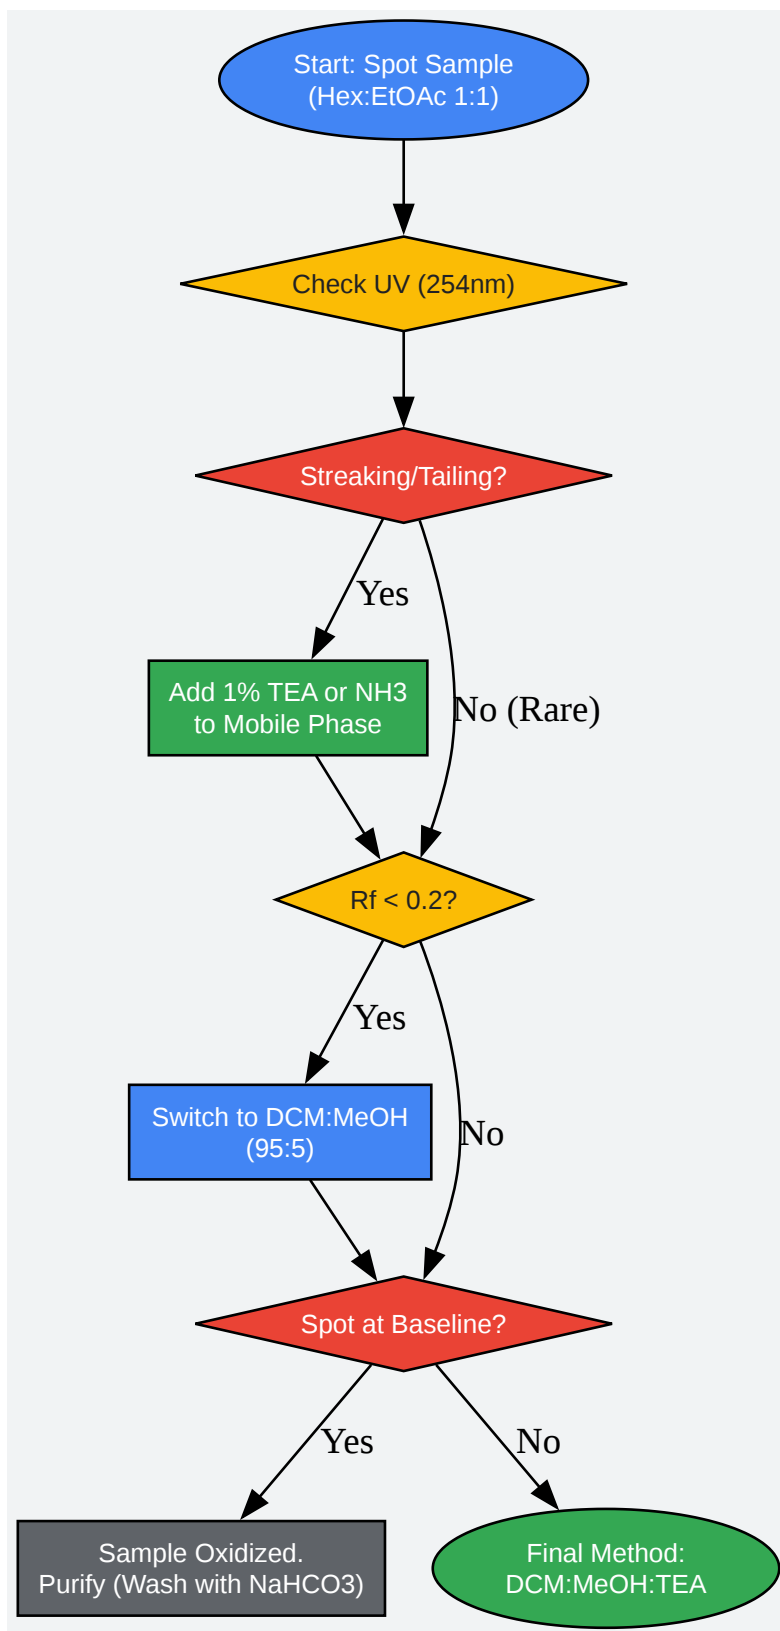 Start: Spot Sample
(Hex:EtOAc 1:1)
Check UV (254nm)
Streaking/Tailing?
Yes
No (Rare)
Add 1% TEA or NH3
to Mobile Phase
Rf < 0.2?
Yes
No
Switch to DCM:MeOH
(95:5)
Spot at Baseline?
Yes
No
Sample Oxidized.
Purify (Wash with NaHCO3)
Final Method:
DCM:MeOH:TEA